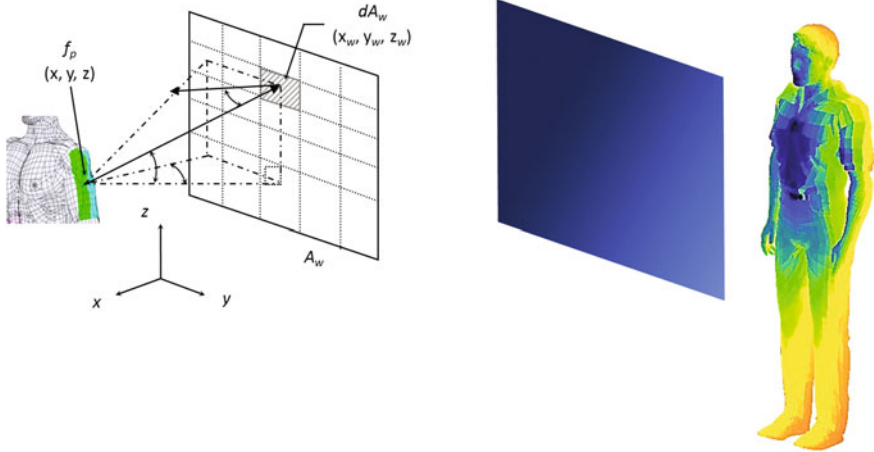 dA_w
(x_w, y_w, z_w)
f_p
(x, y, z)
z
A_w
x
y